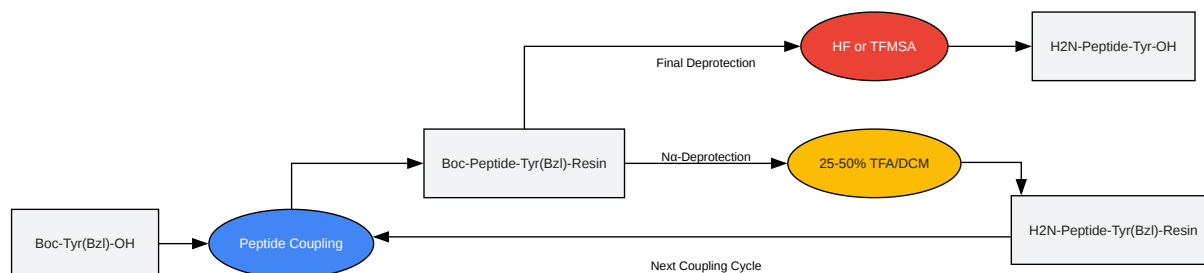 HF or TFMSA
H2N-Peptide-Tyr-OH
Final Deprotection
Boc-Peptide-Tyr(Bzl)-Resin
Nα-Deprotection
25-50% TFA/DCM
Boc-Tyr(Bzl)-OH
Peptide Coupling
H2N-Peptide-Tyr(Bzl)-Resin
Next Coupling Cycle